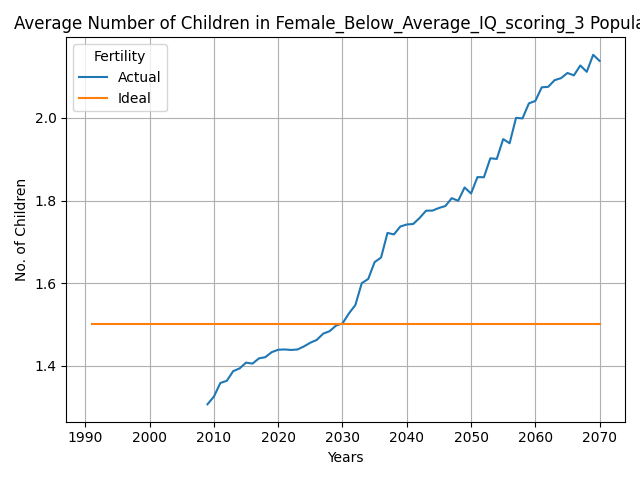 Average Number of Children in Female_Below_Average_IQ_scoring_3 Popula
Fertility
Actual
Ideal
No. of Children
2.0
1.8
1.6
1.4
1990 2000 2010 2020 2030 2040 2050 2060 2070
Years